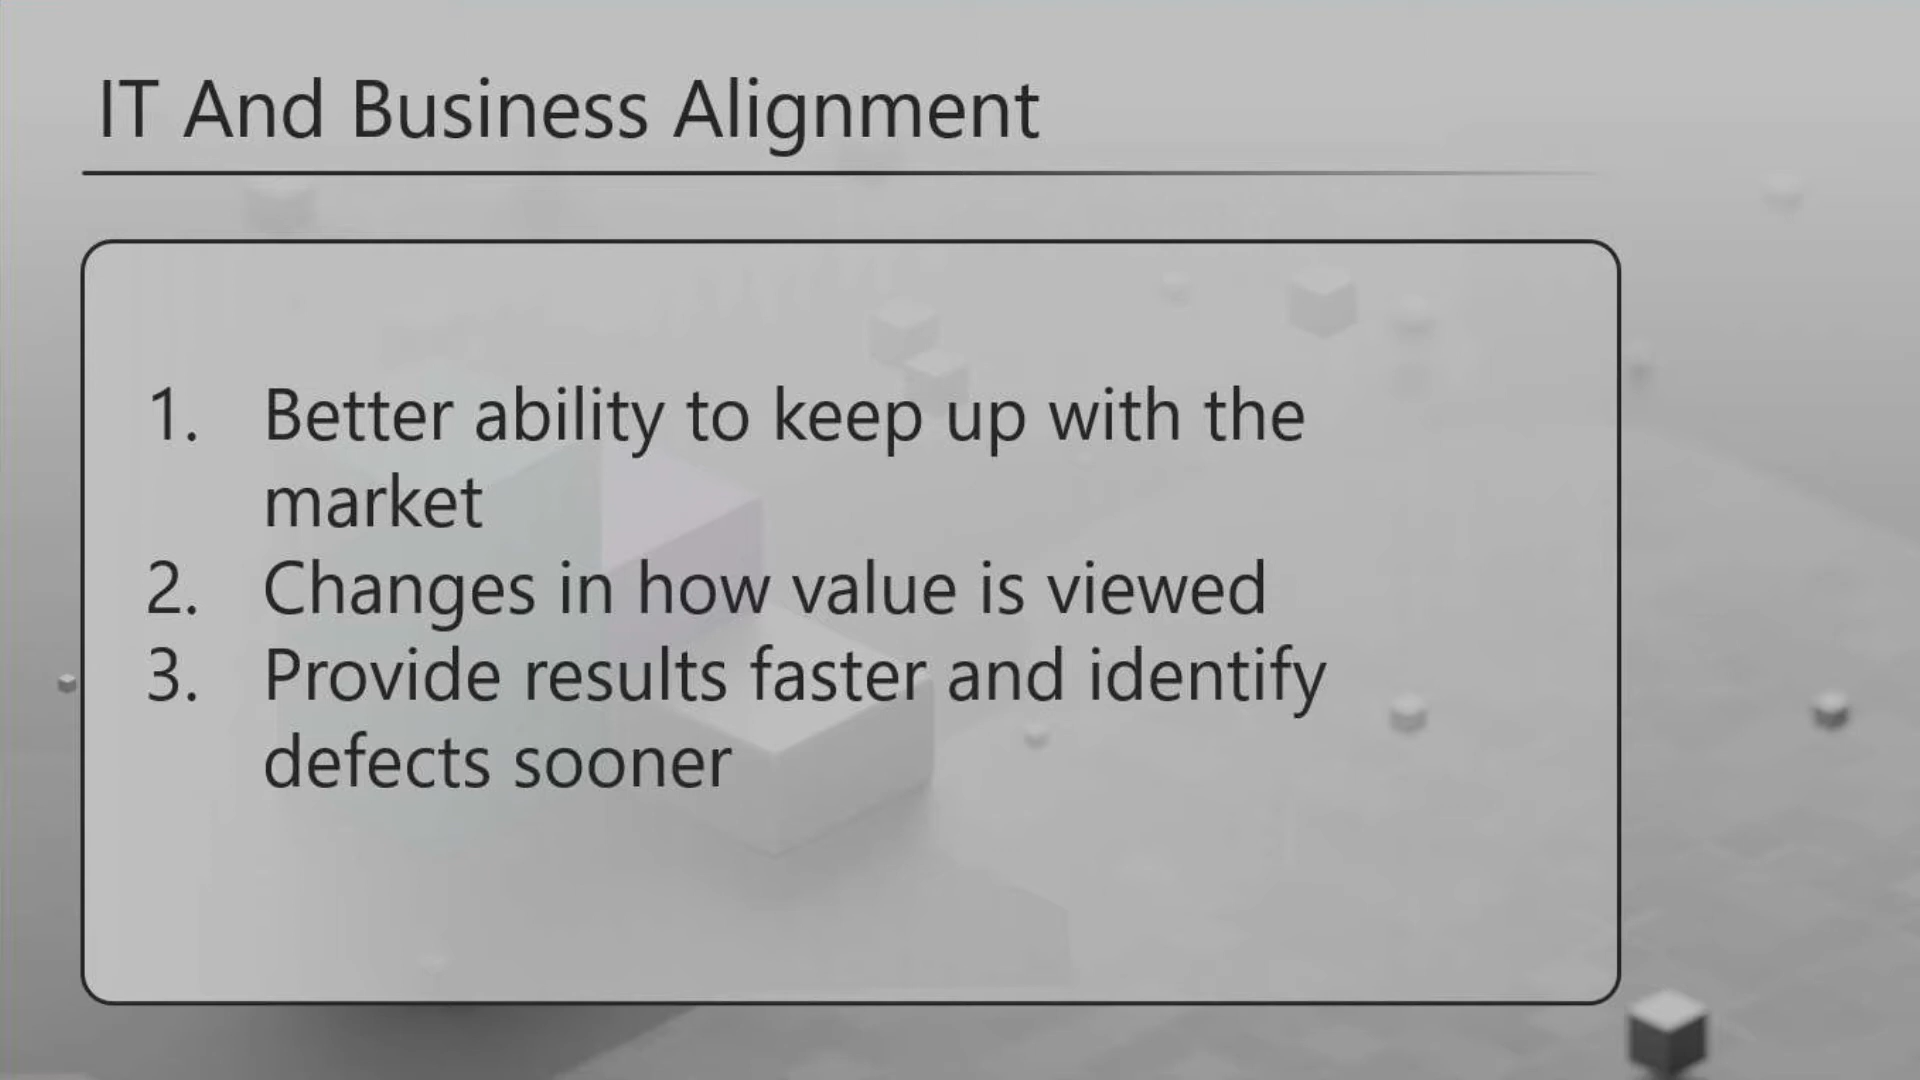 IT And Business Alignment
1. Better ability to keep up with the
market
2. Changes in how value is viewed
3. Provide results faster and identify
defects sooner